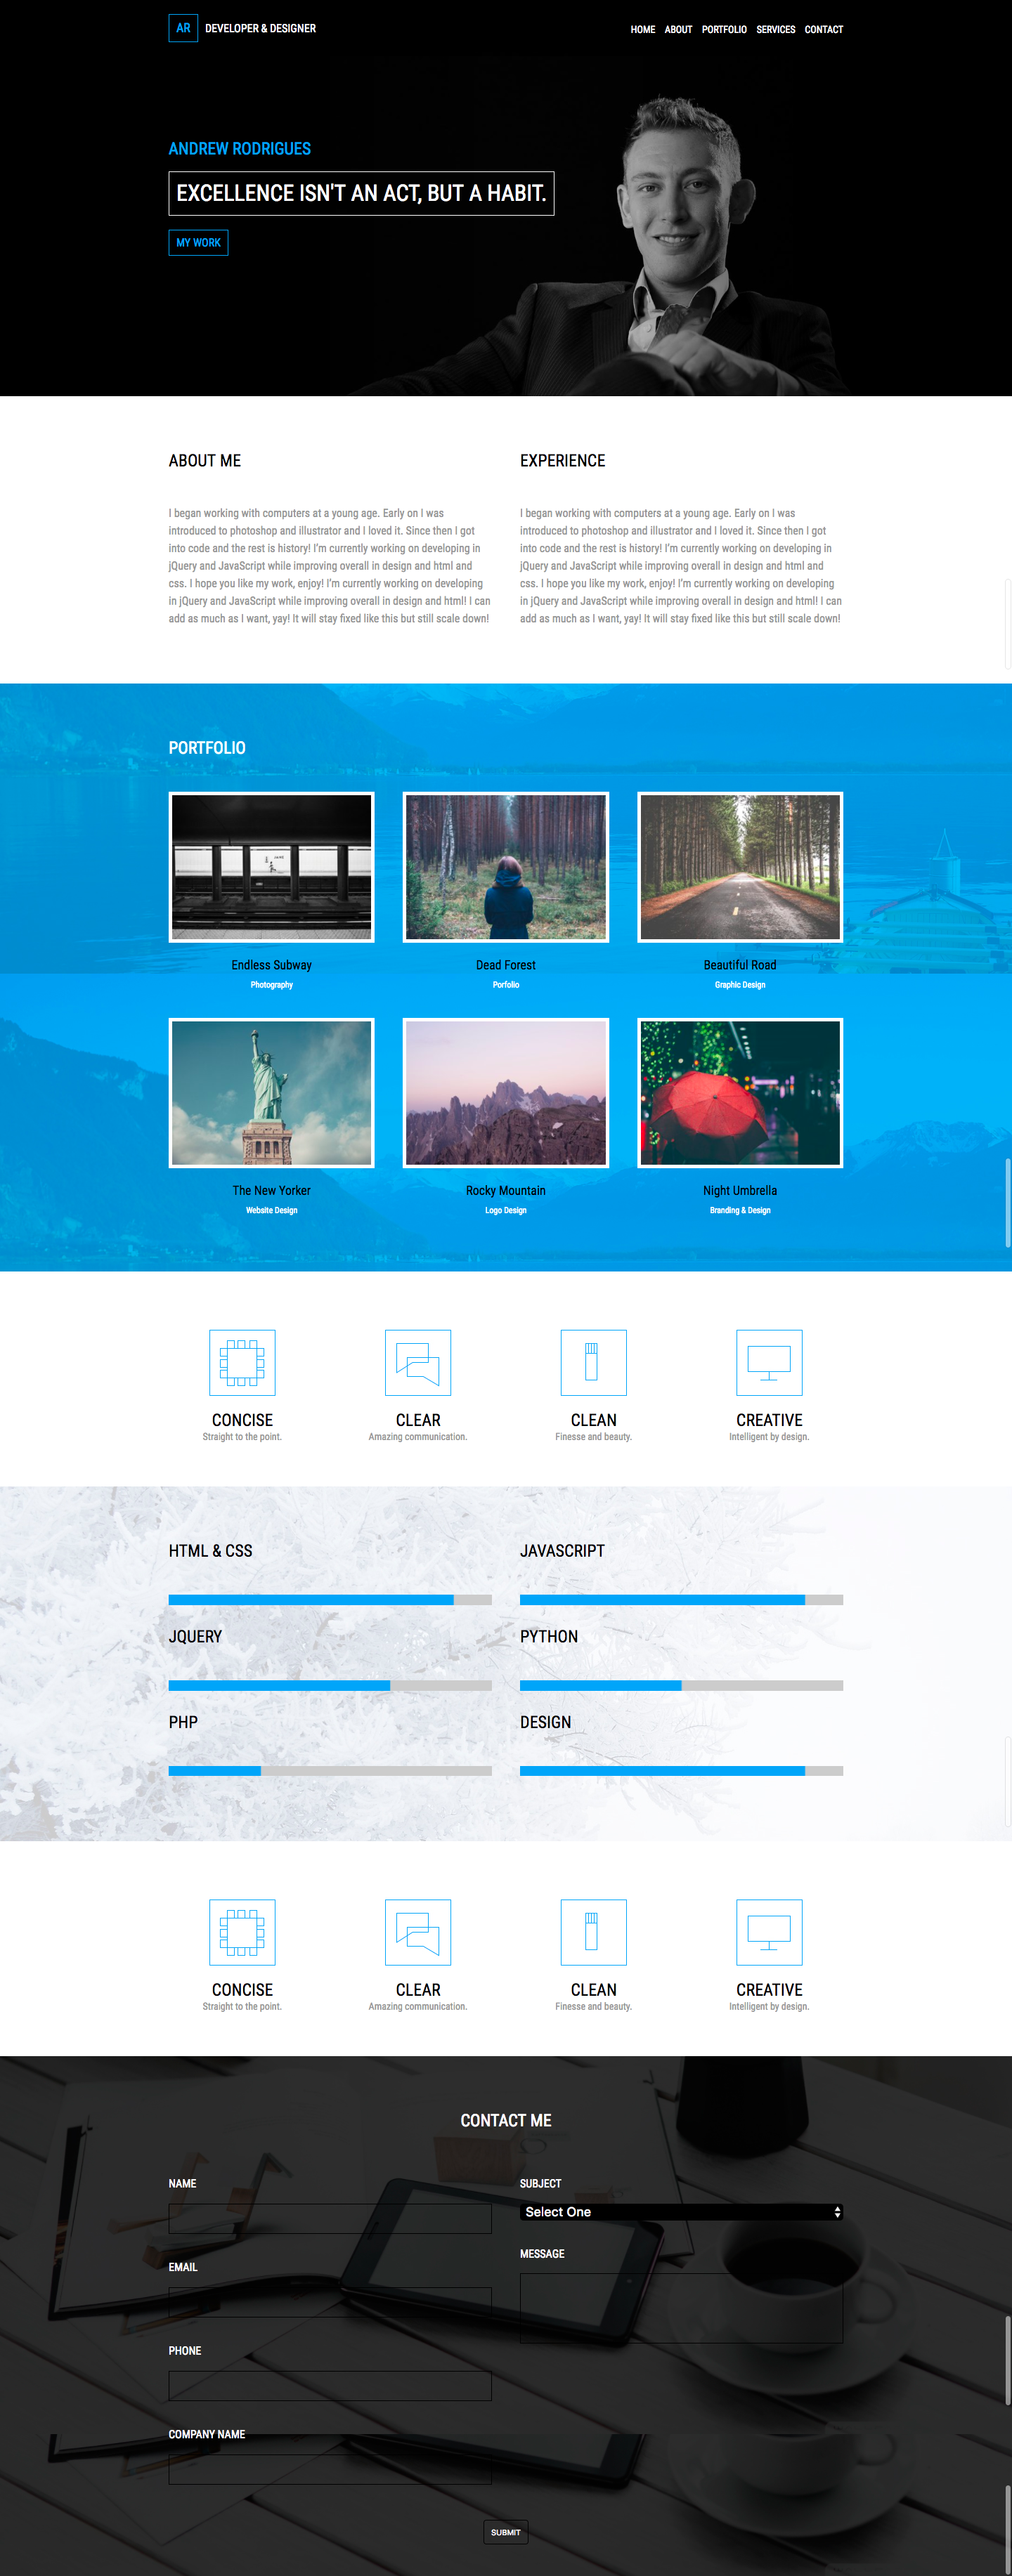 AR DEVELOPER & DESIGNER
HOME ABOUT PORTFOLIO SERVICES CONTACT
ANDREW RODRIGUES
EXCELLENCE ISN'T AN ACT, BUT A HABIT.
MY WORK
ABOUT ME
I began working with computers at a young age. Early on I was
introduced to photoshop and illustrator and I loved it. Since then I got
into code and the rest is history! I'm currently working on developing in
jQuery and JavaScript while improving overall in design and html and
css. I hope you like my work, enjoy! I'm currently working on developing
in jQuery and JavaScript while improving overall in design and html! I can
add as much as I want, yay! It will stay fixed like this but still scale down!
EXPERIENCE
I began working with computers at a young age. Early on I was
introduced to photoshop and illustrator and I loved it. Since then I got
into code and the rest is history! I'm currently working on developing in
jQuery and JavaScript while improving overall in design and html and
css. I hope you like my work, enjoy! I'm currently working on developing
in jQuery and JavaScript while improving overall in design and html! I can
add as much as I want, yay! It will stay fixed like this but still scale down!
PORTFOLIO
Endless Subway
Photography
Dead Forest
Porfolio
Beautiful Road
Graphic Design
The New Yorker
Website Design
Rocky Mountain
Logo Design
Night Umbrella
Branding & Design
CONCISE
Straight to the point.
CLEAR
Amazing communication.
CLEAN
Finesse and beauty.
CREATIVE
Intelligent by design.
HTML & CSS
JAVASCRIPT
JQUERY
PYTHON
PHP
DESIGN
CONCISE
Straight to the point.
CLEAR
Amazing communication.
CLEAN
Finesse and beauty.
CREATIVE
Intelligent by design.
CONTACT ME
NAME
EMAIL
PHONE
COMPANY NAME
SUBJECT
Select One
MESSAGE
SUBMIT